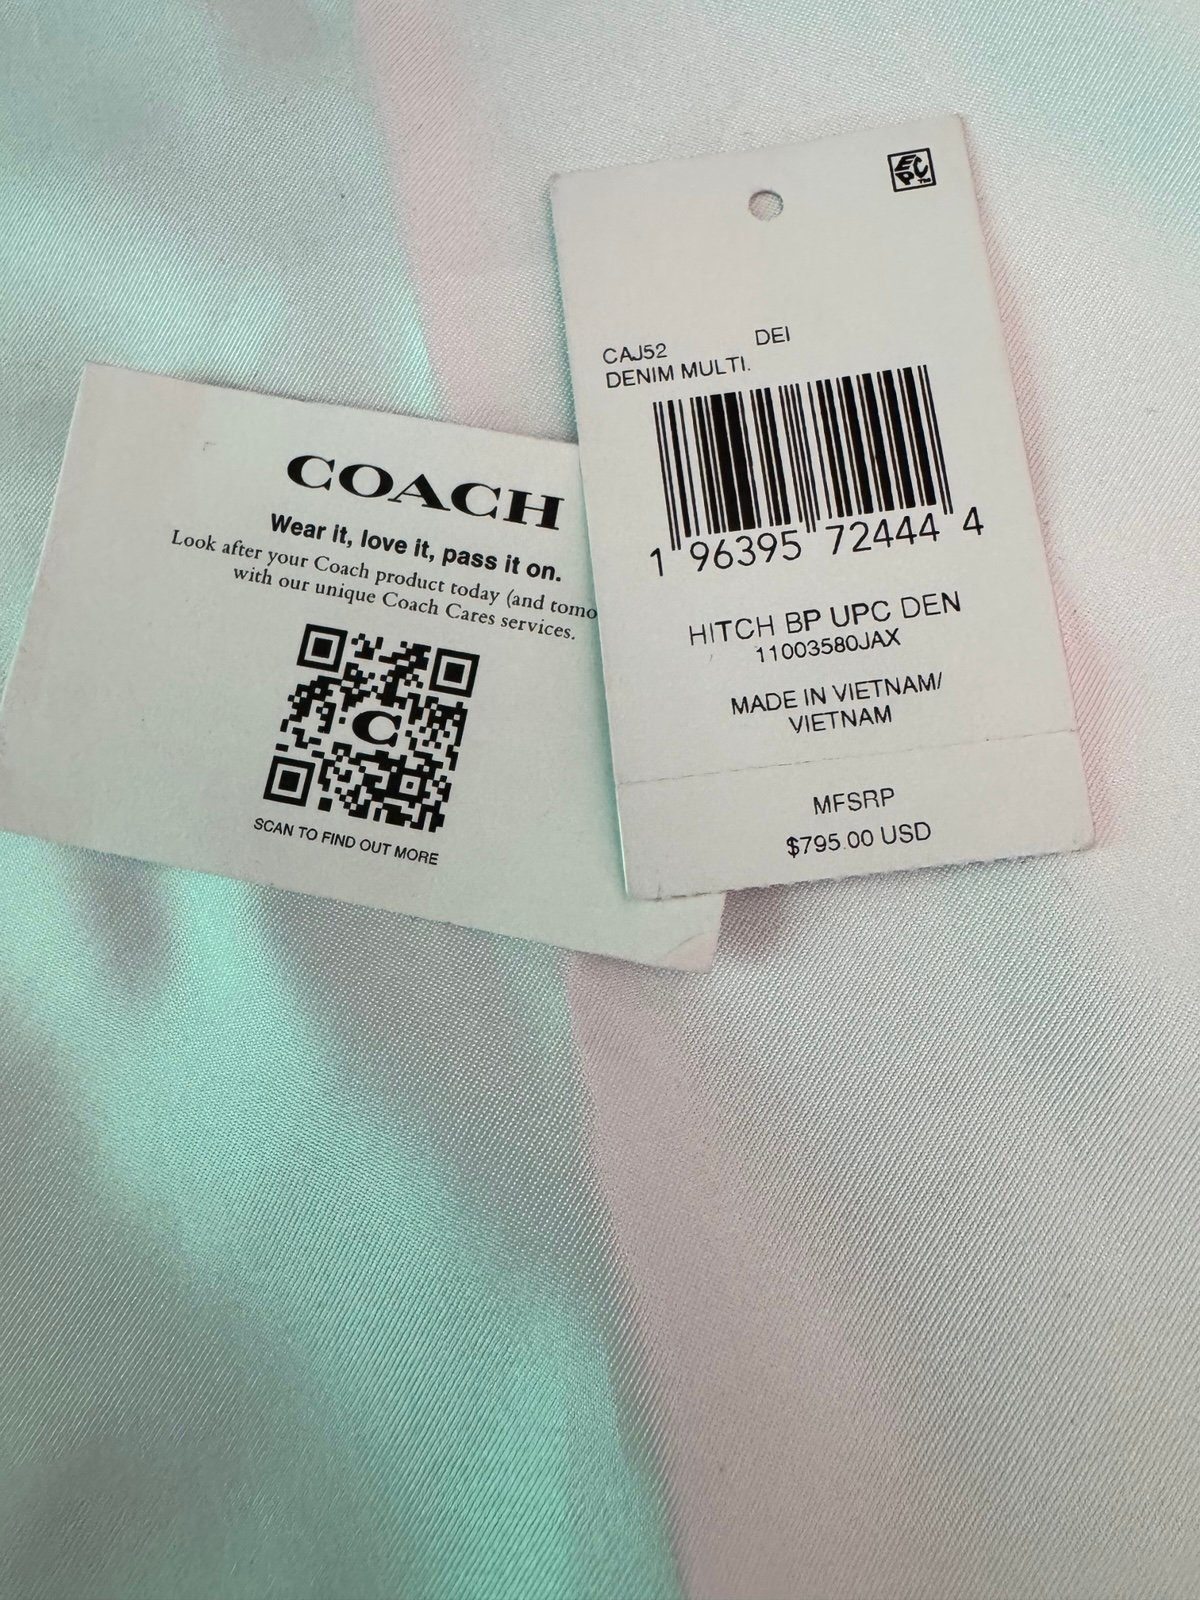 COACH
Wear it, love it, pass it on.
Look after your Coach product today (and tomo
with our unique Coach Cares services.
C
SCAN TO FIND OUT MORE
EPC™
CAJ52 DEI
DENIM MULTI.
1 96395 72444 4
HITCH BP UPC DEN
11003580JAX
MADE IN VIETNAM/
VIETNAM
MFSRP
$795.00 USD